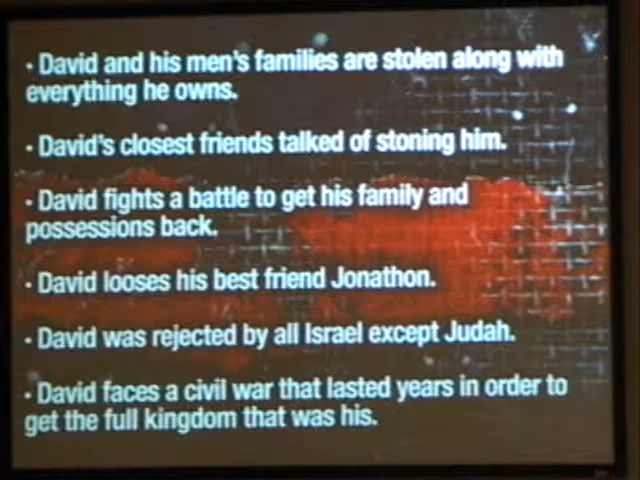 · David and his men's families are stolen along with
everything he owns.
· David's closest friends talked of stoning him.
· David fights a battle to get his family and
possessions back.
· David looses his best friend Jonathon.
· David was rejected by all Israel except Judah.
· David faces a civil war that lasted years in order to
get the full kingdom that was his.